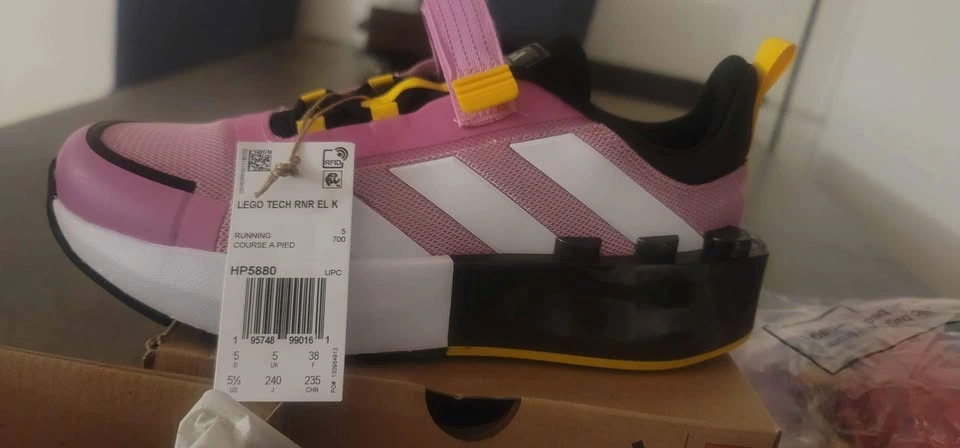 RFID
LEGO TECH RNR EL K
RUNNING 5
COURSE A PIED 700
HP5880 UPC
1 95748 99016 1
5 5 38
D UK F
5½ 240 235
US J CHN